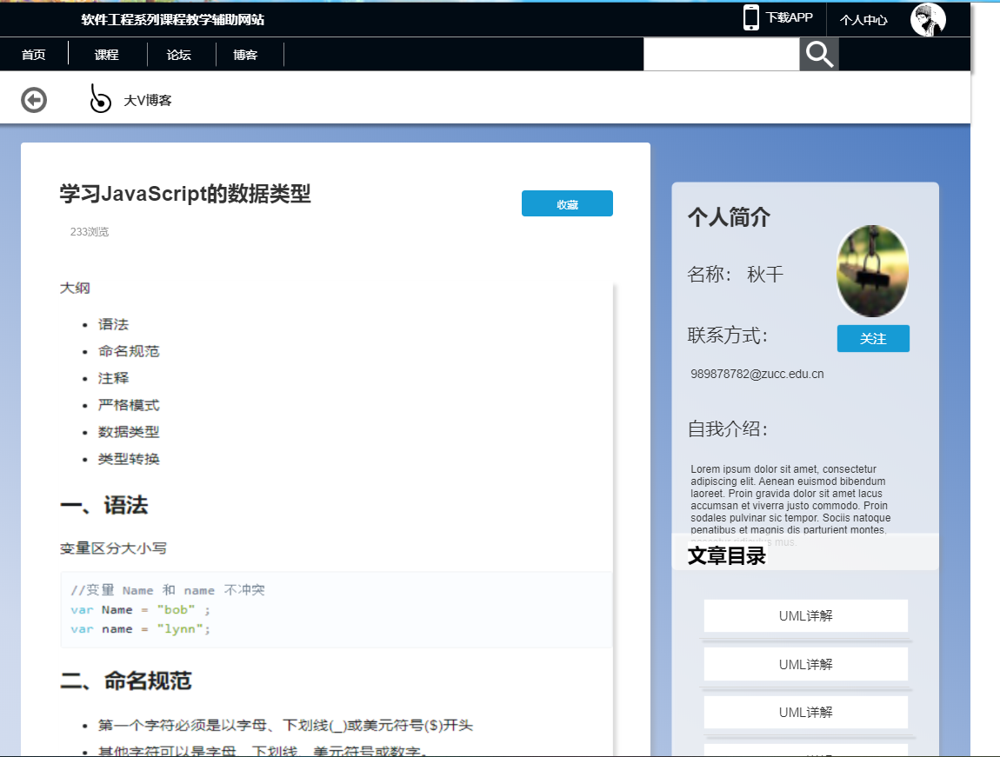 软件工程系列课程教学辅助网站
下载APP
个人中心
首页
课程
论坛
博客
大V博客
学习JavaScript的数据类型
收藏
233浏览
大纲
• 语法
• 命名规范
• 注释
• 严格模式
• 数据类型
• 类型转换
一、语法
变量区分大小写
//变量 Name 和 name 不冲突
var Name = "bob" ;
var name = "lynn";
二、命名规范
• 第一个字符必须是以字母、下划线(_)或美元符号($)开头
• 其他字符可以是字母、下划线、美元符号或数字。
个人简介
名称： 秋千
联系方式：
关注
989878782@zucc.edu.cn
自我介绍：
Lorem ipsum dolor sit amet, consectetur
adipiscing elit. Aenean euismod bibendum
laoreet. Proin gravida dolor sit amet lacus
accumsan et viverra justo commodo. Proin
sodales pulvinar sic tempor. Sociis natoque
penatibus et magnis dis parturient montes,
mus.
文章目录
UML详解
UML详解
UML详解